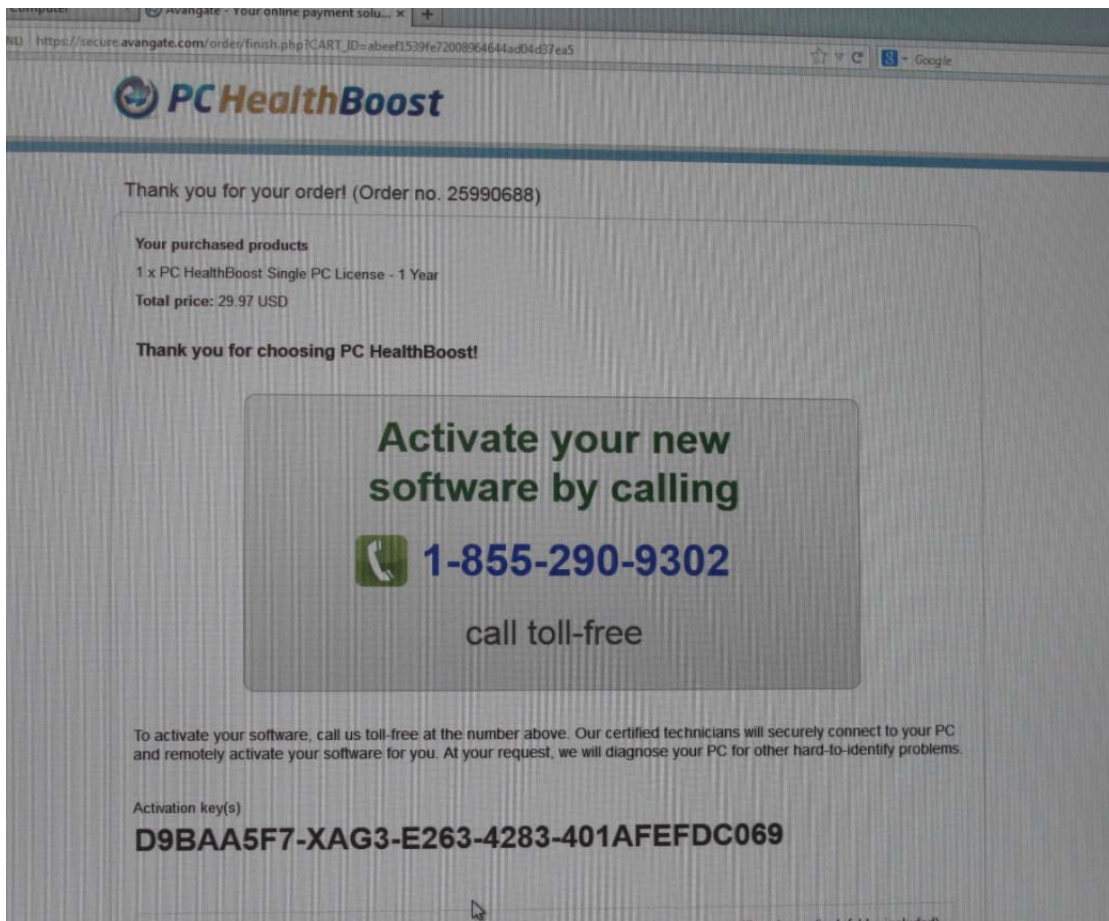 Avangate - Your online payment solu... × +
https://secure.avangate.com/order/finish.php?CART_ID=abeef1539fe72008964644ad04d37ea5
Google
PC HealthBoost
Thank you for your order! (Order no. 25990688)
Your purchased products
1 x PC HealthBoost Single PC License - 1 Year
Total price: 29.97 USD
Thank you for choosing PC HealthBoost!
Activate your new
software by calling
1-855-290-9302
call toll-free
To activate your software, call us toll-free at the number above. Our certified technicians will securely connect to your PC
and remotely activate your software for you. At your request, we will diagnose your PC for other hard-to-identify problems.
Activation key(s)
D9BAA5F7-XAG3-E263-4283-401AFEFDC069